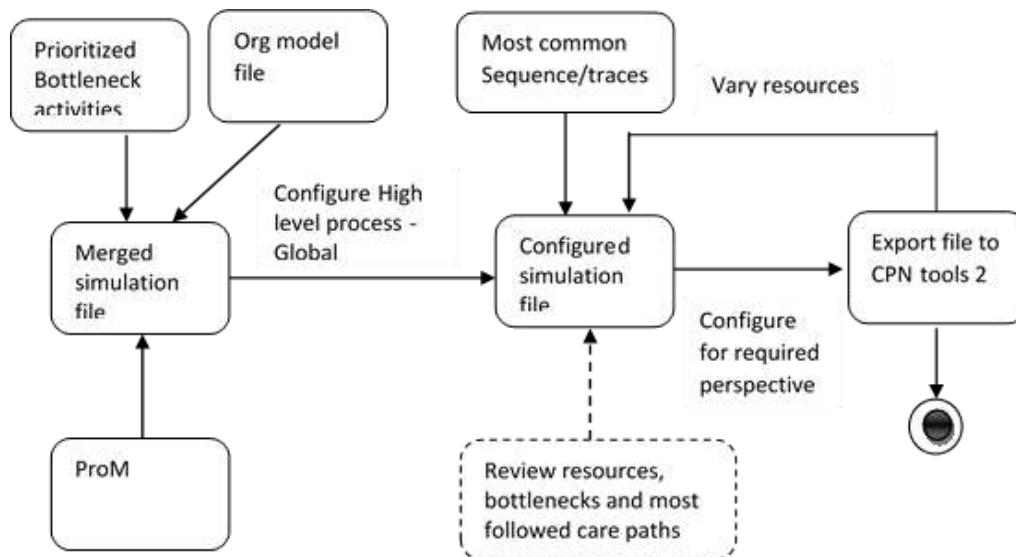 Prioritized
Bottleneck
activities
Org model
file
Most common
Sequence/traces
Vary resources
Configure High
level process -
Global
Merged
simulation
file
Configured
simulation
file
Export file to
CPN tools 2
Configure
for required
perspective
ProM
Review resources,
bottlenecks and most
followed care paths